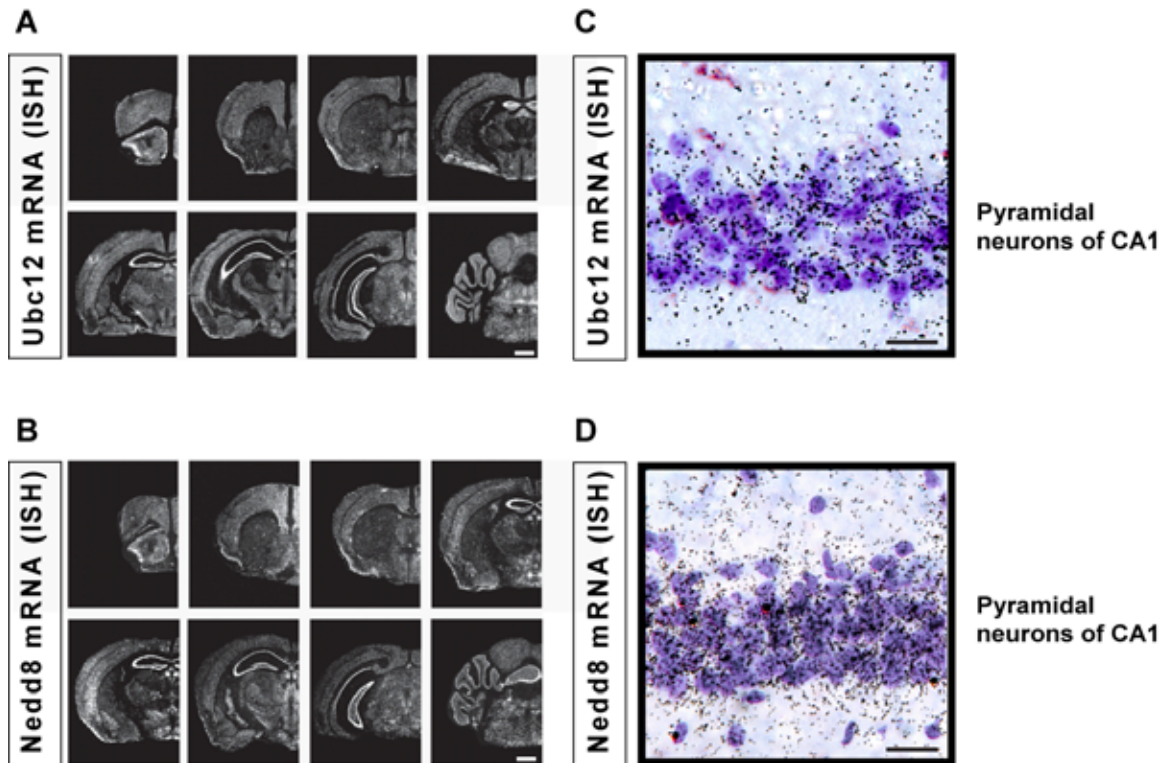 A
Ubc12 mRNA (ISH)
C
Ubc12 mRNA (ISH)
Pyramidal
neurons of CA1
B
Nedd8 mRNA (ISH)
D
Nedd8 mRNA (ISH)
Pyramidal
neurons of CA1